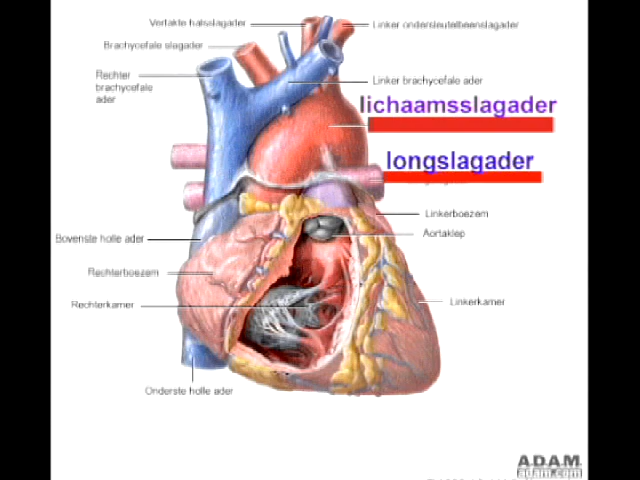 Vertakte halsslagader
Linker ondersleutelbeenslagader
Brachycefale slagader
Rechter
brachycefale
ader
Linker brachycefale ader
lichaamsslagader
longslagader
Linkerboezem
Aortaklep
Bovenste holle ader
Rechterboezem
Rechterkamer
Linkerkamer
Onderste holle ader
ADAM
adam.com